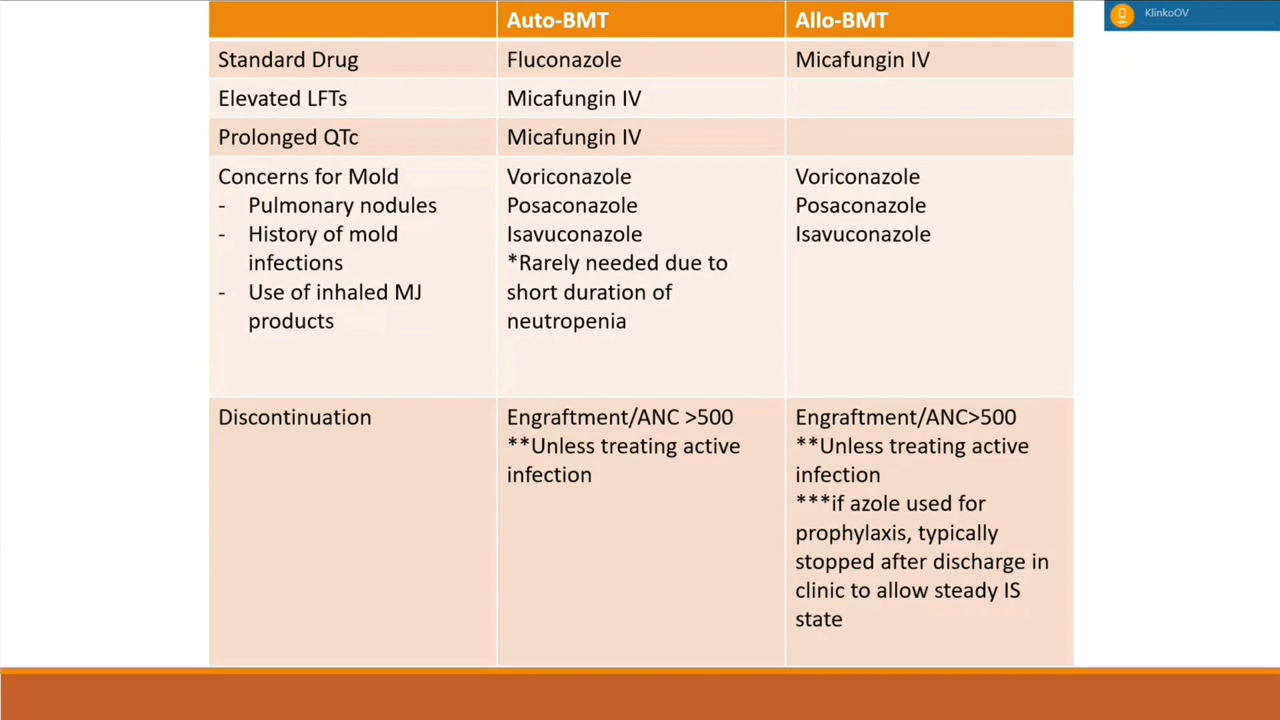 Auto-BMT
Allo-BMT
Standard Drug
Fluconazole
Micafungin IV
Elevated LFTs
Micafungin IV
Prolonged QTc
Micafungin IV
Concerns for Mold
- Pulmonary nodules
- History of mold
infections
- Use of inhaled MJ
products
Voriconazole
Posaconazole
Isavuconazole
*Rarely needed due to
short duration of
neutropenia
Voriconazole
Posaconazole
Isavuconazole
Discontinuation
Engraftment/ANC >500
**Unless treating active
infection
Engraftment/ANC>500
**Unless treating active
infection
***if azole used for
prophylaxis, typically
stopped after discharge in
clinic to allow steady IS
state
KlinkoOV